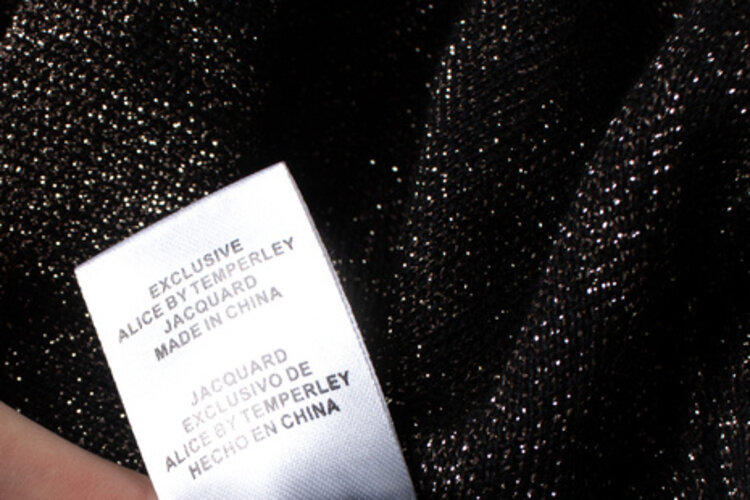 EXCLUSIVE
ALICE BY TEMPERLEY
JACQUARD
MADE IN CHINA
JACQUARD
EXCLUSIVO DE
ALICE BY TEMPERLEY
HECHO EN CHINA